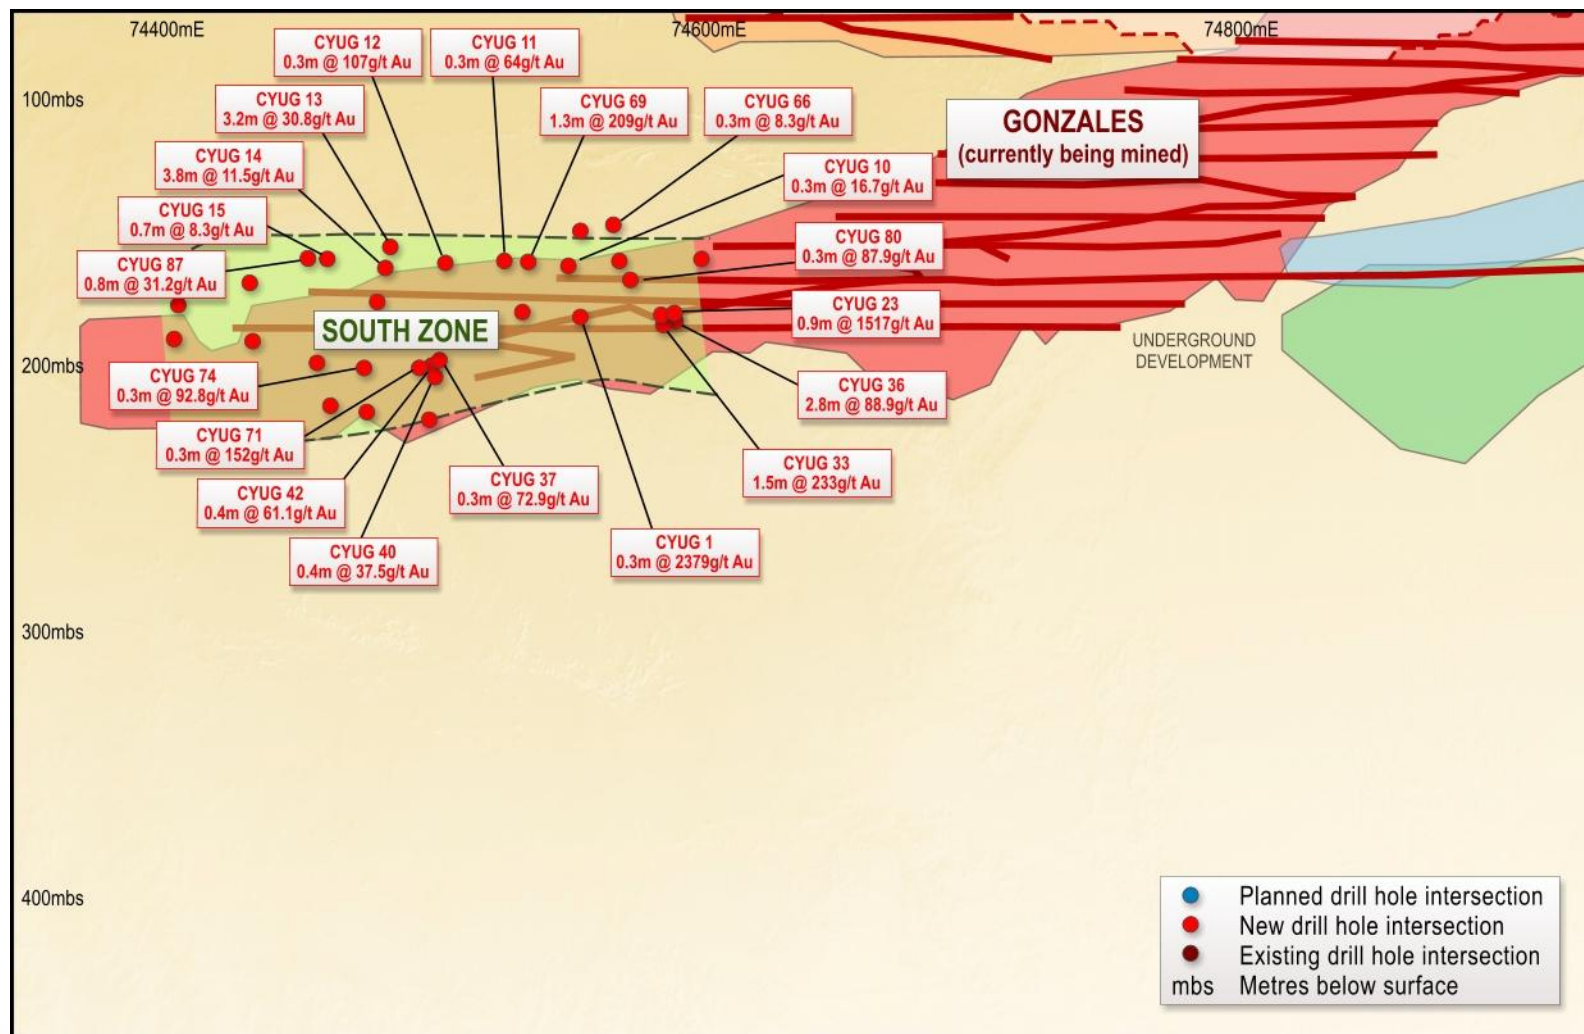 74400mE
74600mE
74800mE
100mbs
200mbs
300mbs
400mbs
CYUG 12
0.3m @ 107g/t Au
CYUG 11
0.3m @ 64g/t Au
CYUG 13
3.2m @ 30.8g/t Au
CYUG 69
1.3m @ 209g/t Au
CYUG 66
0.3m @ 8.3g/t Au
GONZALES
(currently being mined)
CYUG 14
3.8m @ 11.5g/t Au
CYUG 10
0.3m @ 16.7g/t Au
CYUG 15
0.7m @ 8.3g/t Au
CYUG 80
0.3m @ 87.9g/t Au
CYUG 87
0.8m @ 31.2g/t Au
CYUG 23
0.9m @ 1517g/t Au
SOUTH ZONE
UNDERGROUND
DEVELOPMENT
CYUG 74
0.3m @ 92.8g/t Au
CYUG 36
2.8m @ 88.9g/t Au
CYUG 71
0.3m @ 152g/t Au
CYUG 33
1.5m @ 233g/t Au
CYUG 37
0.3m @ 72.9g/t Au
CYUG 42
0.4m @ 61.1g/t Au
CYUG 1
0.3m @ 2379g/t Au
CYUG 40
0.4m @ 37.5g/t Au
Planned drill hole intersection
New drill hole intersection
Existing drill hole intersection
mbs Metres below surface